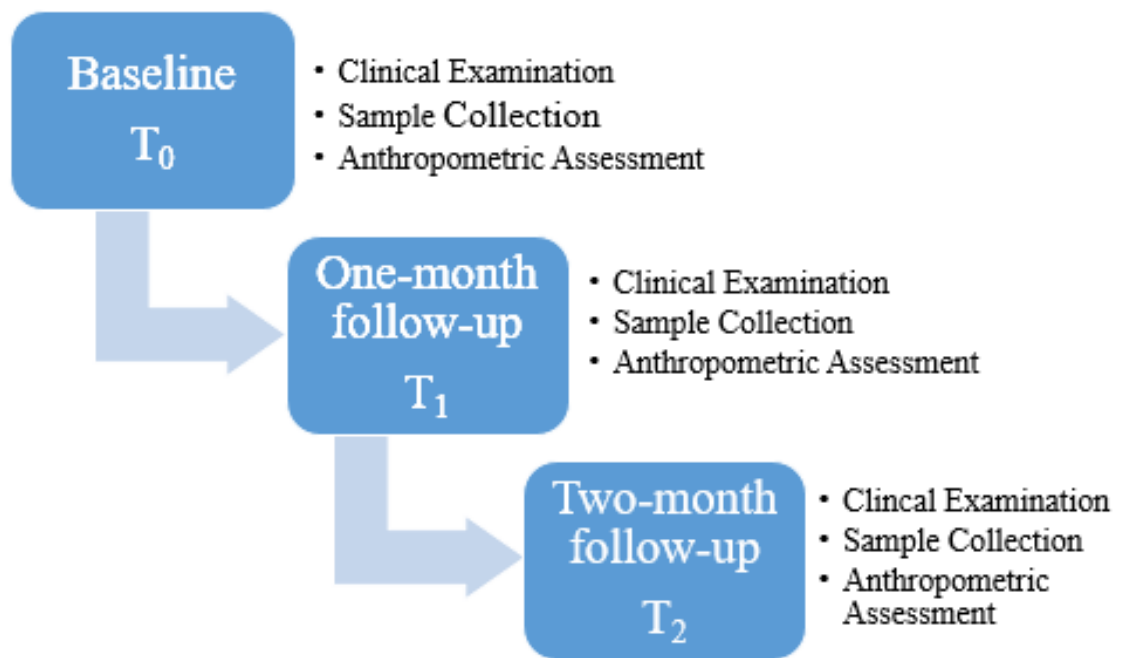 Baseline
T₀
• Clinical Examination
• Sample Collection
• Anthropometric Assessment
One-month
follow-up
T₁
• Clinical Examination
• Sample Collection
• Anthropometric Assessment
Two-month
follow-up
T₂
• Clincal Examination
• Sample Collection
• Anthropometric
Assessment